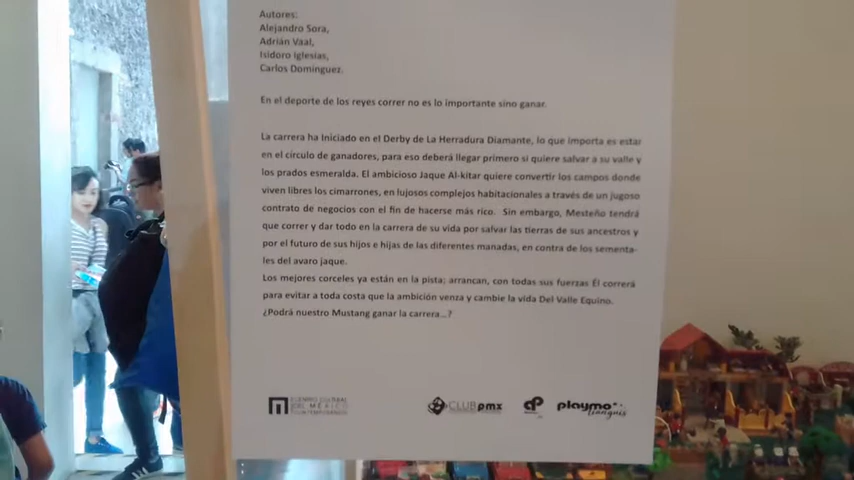 Autores:
Alejandro Sora,
Adrián Vaal,
Isidoro Iglesias,
Carlos Domínguez.
En el deporte de los reyes correr no es lo importante sino ganar.
La carrera ha Iniciado en el Derby de La Herradura Diamante, lo que importa es estar
en el círculo de ganadores, para eso deberá llegar primero si quiere salvar a su valle y
los prados esmeralda. El ambicioso Jaque Al-kitar quiere convertir los campos donde
viven libres los cimarrones, en lujosos complejos habitacionales a través de un jugoso
contrato de negocios con el fin de hacerse más rico. Sin embargo, Mesteño tendrá
que correr y dar todo en la carrera de su vida por salvar las tierras de sus ancestros y
por el futuro de sus hijos e hijas de las diferentes manadas, en contra de los sementa-
les del avaro jaque.
Los mejores corceles ya están en la pista; arrancan, con todas sus fuerzas Él correrá
para evitar a toda costa que la ambición venza y cambie la vida Del Valle Equino.
¿Podrá nuestro Mustang ganar la carrera...?
CENTRO CULTURAL
DE MÉXICO
CONTEMPORÁNEO
CLUB pmx
playmo
tianguis